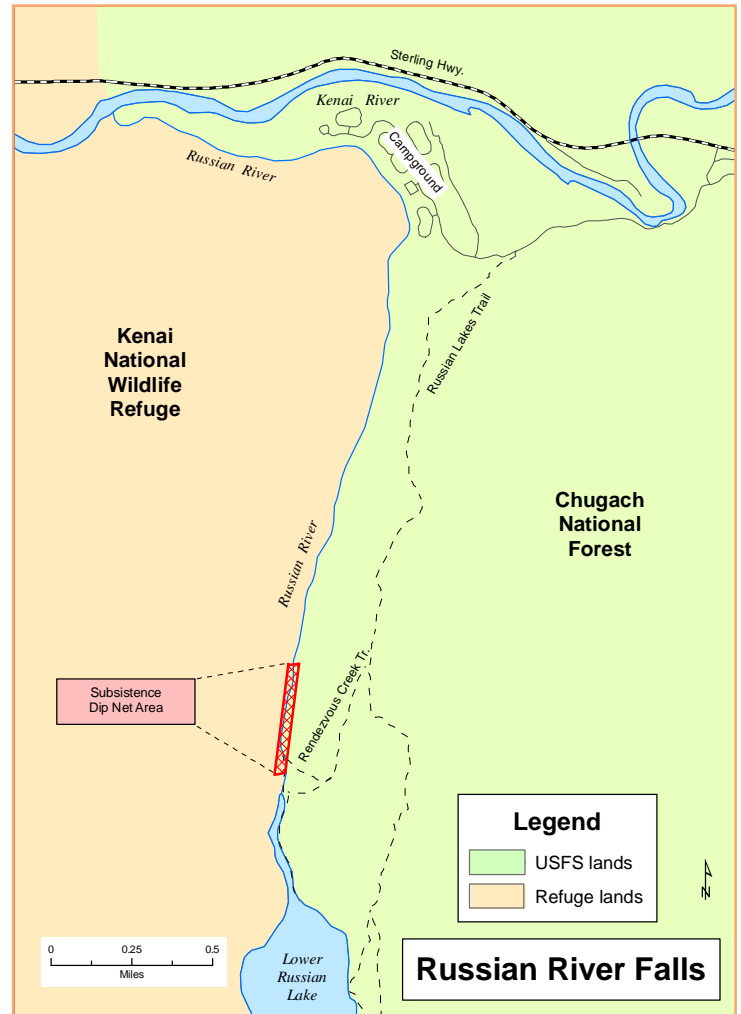 Sterling Hwy.
Kenai River
Russian River
Campground
Russian Lakes Trail
Kenai
National
Wildlife
Refuge
Chugach
National
Forest
Russian River
Rendezvous Creek Tr.
Subsistence
Dip Net Area
Legend
USFS lands
Refuge lands
N
0 0.25 0.5
Miles
Lower
Russian
Lake
Russian River Falls